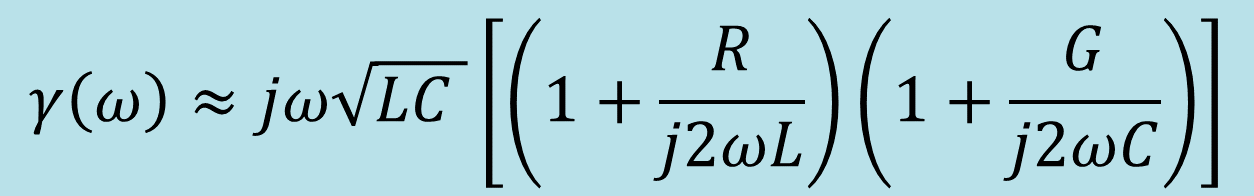 γ(ω) ≈ jω√LC [(1 + R/j2ωL)(1 + G/j2ωC)]